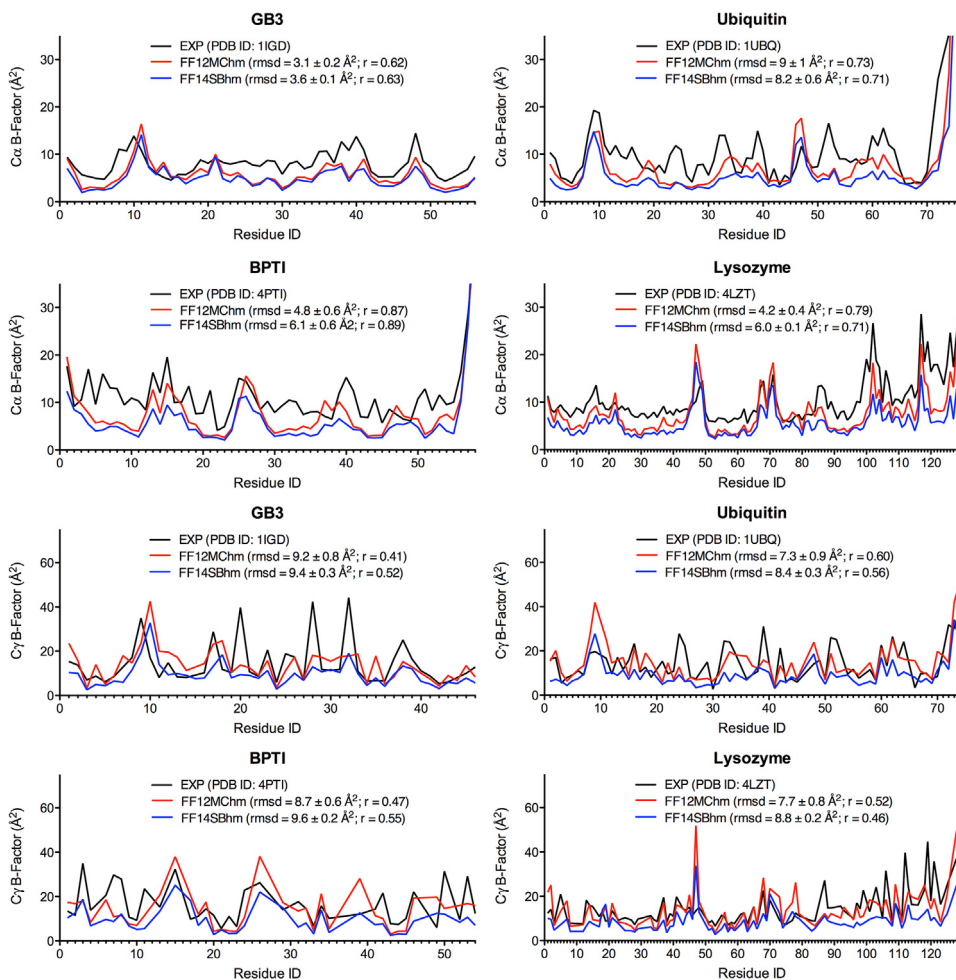 GB3
EXP (PDB ID: 1IGD)
FF12MChm (rmsd = 3.1 ± 0.2 Å²; r = 0.62)
FF14SBhm (rmsd = 3.6 ± 0.1 Å²; r = 0.63)
Cα B-Factor (Å²)
30
20
10
0
0 10 20 30 40 50
Residue ID
Ubiquitin
EXP (PDB ID: 1UBQ)
FF12MChm (rmsd = 9 ± 1 Å²; r = 0.73)
FF14SBhm (rmsd = 8.2 ± 0.6 Å²; r = 0.71)
Cα B-Factor (Å²)
30
20
10
0
0 10 20 30 40 50 60 70
Residue ID
BPTI
EXP (PDB ID: 4PTI)
FF12MChm (rmsd = 4.8 ± 0.6 Å²; r = 0.87)
FF14SBhm (rmsd = 6.1 ± 0.6 Å2; r = 0.89)
Cα B-Factor (Å²)
30
20
10
0
0 10 20 30 40 50
Residue ID
Lysozyme
EXP (PDB ID: 4LZT)
FF12MChm (rmsd = 4.2 ± 0.4 Å²; r = 0.79)
FF14SBhm (rmsd = 6.0 ± 0.1 Å²; r = 0.71)
Cα B-Factor (Å²)
30
20
10
0
0 10 20 30 40 50 60 70 80 90 100 110 120
Residue ID
GB3
EXP (PDB ID: 1IGD)
FF12MChm (rmsd = 9.2 ± 0.8 Å²; r = 0.41)
FF14SBhm (rmsd = 9.4 ± 0.3 Å²; r = 0.52)
Cγ B-Factor (Å²)
60
40
20
0
0 10 20 30 40
Residue ID
Ubiquitin
EXP (PDB ID: 1UBQ)
FF12MChm (rmsd = 7.3 ± 0.9 Å²; r = 0.60)
FF14SBhm (rmsd = 8.4 ± 0.3 Å²; r = 0.56)
Cγ B-Factor (Å²)
60
40
20
0
0 10 20 30 40 50 60 70
Residue ID
BPTI
EXP (PDB ID: 4PTI)
FF12MChm (rmsd = 8.7 ± 0.6 Å²; r = 0.47)
FF14SBhm (rmsd = 9.6 ± 0.2 Å²; r = 0.55)
Cγ B-Factor (Å²)
60
40
20
0
0 10 20 30 40 50
Residue ID
Lysozyme
EXP (PDB ID: 4LZT)
FF12MChm (rmsd = 7.7 ± 0.8 Å²; r = 0.52)
FF14SBhm (rmsd = 8.8 ± 0.2 Å²; r = 0.46)
Cγ B-Factor (Å²)
60
40
20
0
0 10 20 30 40 50 60 70 80 90 100 110 120
Residue ID